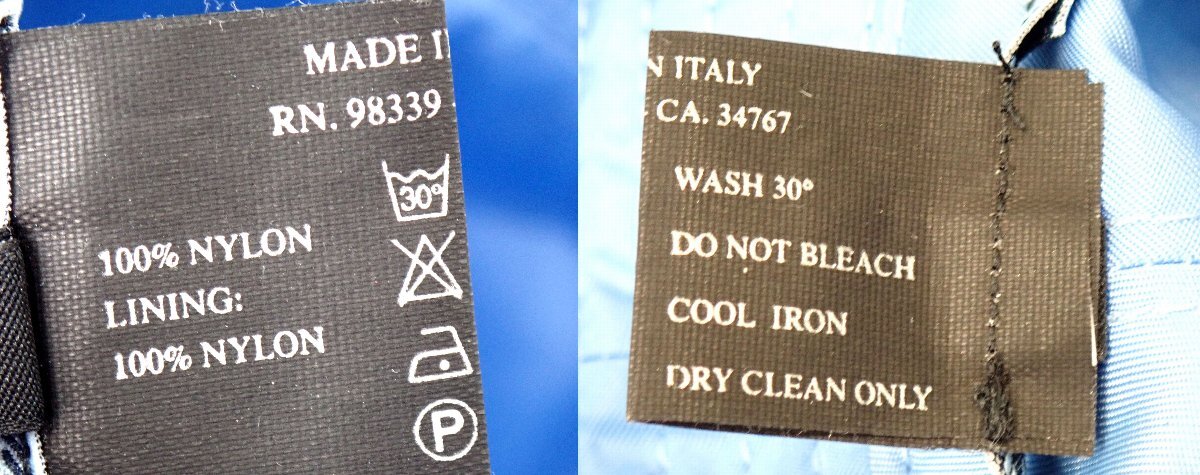 MADE I
RN. 98339 -
30°
100% NYLON
LINING:
100% NYLON
P
N ITALY
- CA. 34767
WASH 30°
DO NOT BLEACH
COOL IRON
DRY CLEAN ONLY